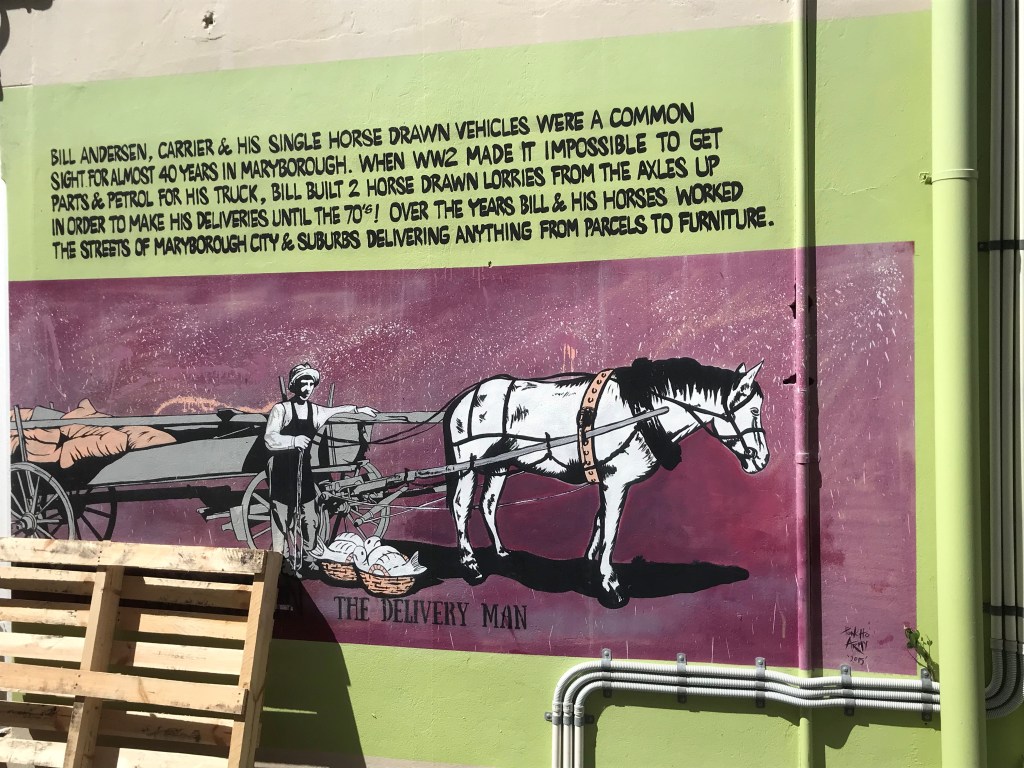 BILL ANDERSEN, CARRIER & HIS SINGLE HORSE DRAWN VEHICLES WERE A COMMON
SIGHT FOR ALMOST 40 YEARS IN MARYBOROUGH. WHEN WW2 MADE IT IMPOSSIBLE TO GET
PARTS & PETROL FOR HIS TRUCK, BILL BUILT 2 HORSE DRAWN LORRIES FROM THE AXLES UP
IN ORDER TO MAKE HIS DELIVERIES UNTIL THE 70'S! OVER THE YEARS BILL & HIS HORSES WORKED
THE STREETS OF MARYBOROUGH CITY & SUBURBS DELIVERING ANYTHING FROM PARCELS TO FURNITURE.
THE DELIVERY MAN